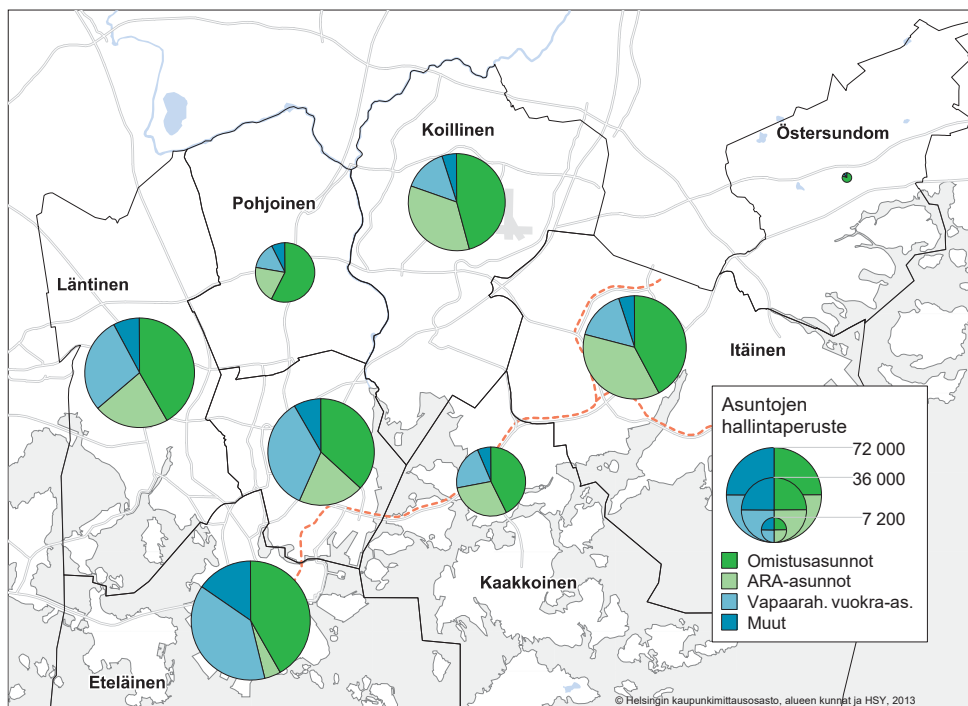 Koillinen
Östersundom
Pohjoinen
Läntinen
Itäinen
Kaakkoinen
Eteläinen
Asuntojen
hallintaperuste
72 000
36 000
7 200
Omistusasunnot
ARA-asunnot
Vapaarah. vuokra-as.
Muut
© Helsingin kaupunkimittausosasto, alueen kunnat ja HSY, 2013